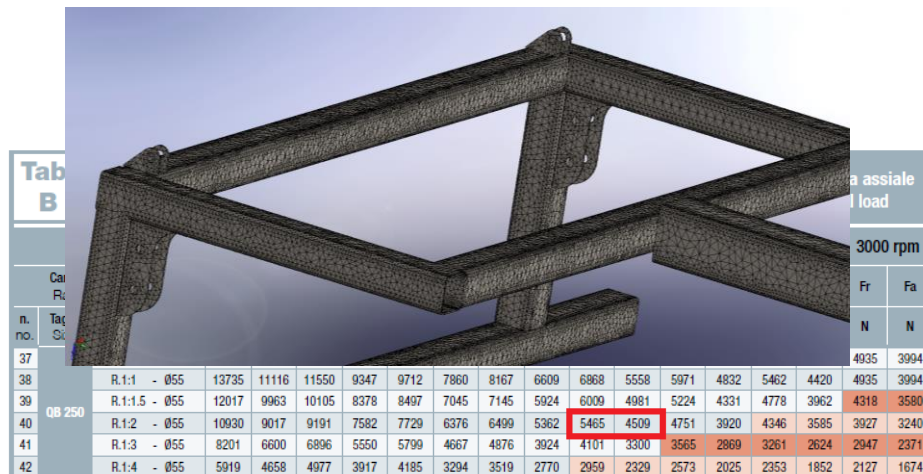 Tab
B
a assiale
l load
3000 rpm
Fr Fa
n. N N
no.
37 4935 3994
38 R.1:1 - Ø55 13735 11116 11550 9347 9712 7860 8167 6609 6868 5558 5971 4832 5462 4420 4935 3994
39 R.1:1.5 - Ø55 12017 9963 10105 8378 8497 7045 7145 5924 6009 4981 5224 4331 4778 3962 4318 3580
QB 250
40 R.1:2 - Ø55 10930 9017 9191 7582 7729 6376 6499 5362 5465 4509 4751 3920 4346 3585 3927 3240
41 R.1:3 - Ø55 8201 6600 6896 5550 5799 4667 4876 3924 4101 3300 3565 2869 3261 2624 2947 2371
42 R.1:4 - Ø55 5919 4658 4977 3917 4185 3294 3519 2770 2959 2329 2573 2025 2353 1852 2127 1674